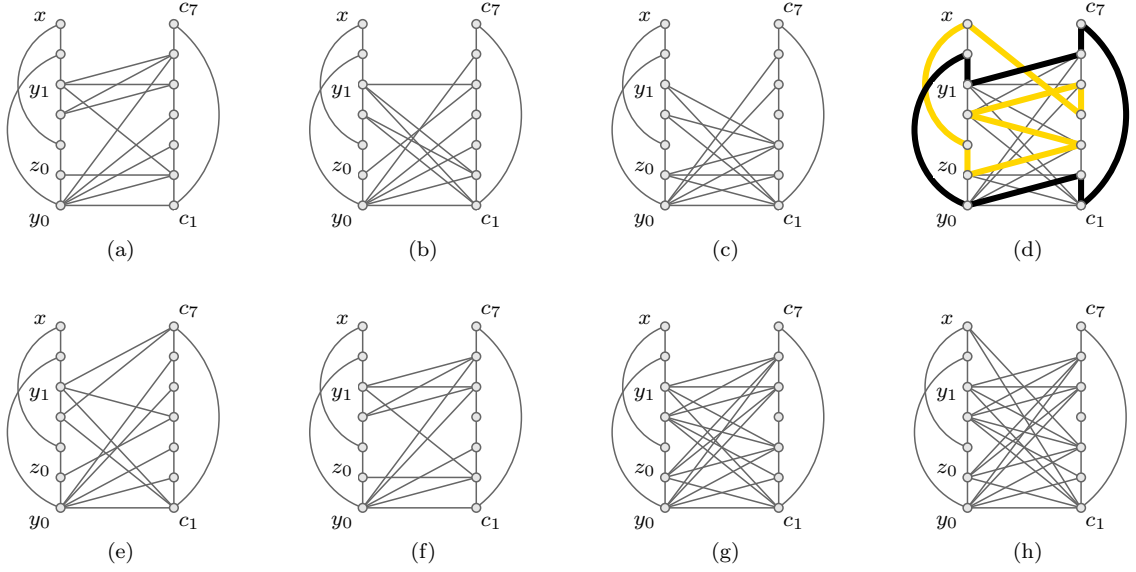 x c₇ x c₇ x c₇ x c₇
y₁ y₁ y₁ y₁
z₀ z₀ z₀ z₀
y₀ c₁ y₀ c₁ y₀ c₁ y₀ c₁
(a) (b) (c) (d)
x c₇ x c₇ x c₇ x c₇
y₁ y₁ y₁ y₁
z₀ z₀ z₀ z₀
y₀ c₁ y₀ c₁ y₀ c₁ y₀ c₁
(e) (f) (g) (h)